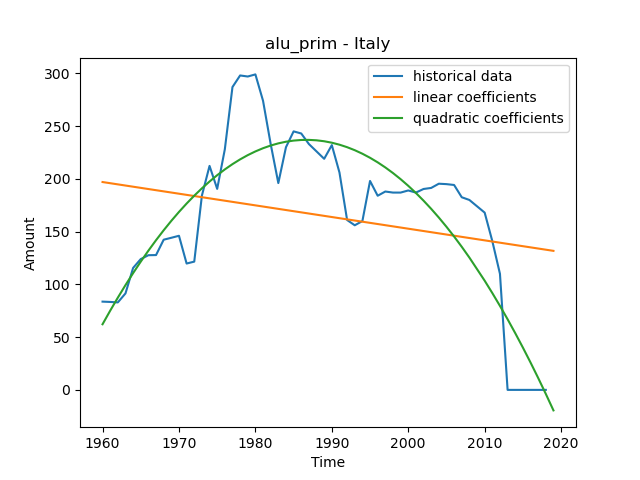 alu_prim - Italy
historical data
linear coefficients
quadratic coefficients
300
250
200
150
100
50
0
Amount
1960 1970 1980 1990 2000 2010 2020
Time